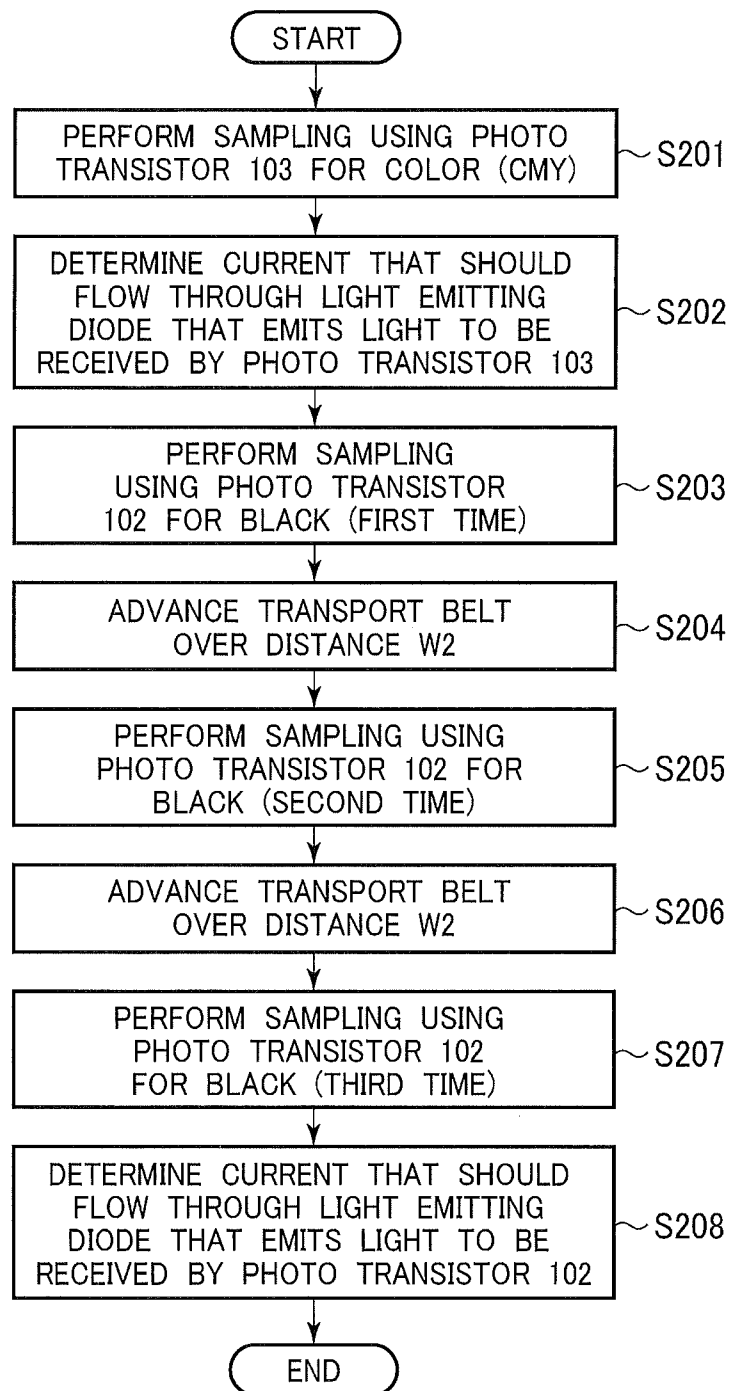 START
PERFORM SAMPLING USING PHOTO
TRANSISTOR 103 FOR COLOR (CMY)
S201
DETERMINE CURRENT THAT SHOULD
FLOW THROUGH LIGHT EMITTING
DIODE THAT EMITS LIGHT TO BE
RECEIVED BY PHOTO TRANSISTOR 103
S202
PERFORM SAMPLING
USING PHOTO TRANSISTOR
102 FOR BLACK (FIRST TIME)
S203
ADVANCE TRANSPORT BELT
OVER DISTANCE W2
S204
PERFORM SAMPLING USING
PHOTO TRANSISTOR 102 FOR
BLACK (SECOND TIME)
S205
ADVANCE TRANSPORT BELT
OVER DISTANCE W2
S206
PERFORM SAMPLING USING
PHOTO TRANSISTOR 102
FOR BLACK (THIRD TIME)
S207
DETERMINE CURRENT THAT SHOULD
FLOW THROUGH LIGHT EMITTING
DIODE THAT EMITS LIGHT TO BE
RECEIVED BY PHOTO TRANSISTOR 102
S208
END